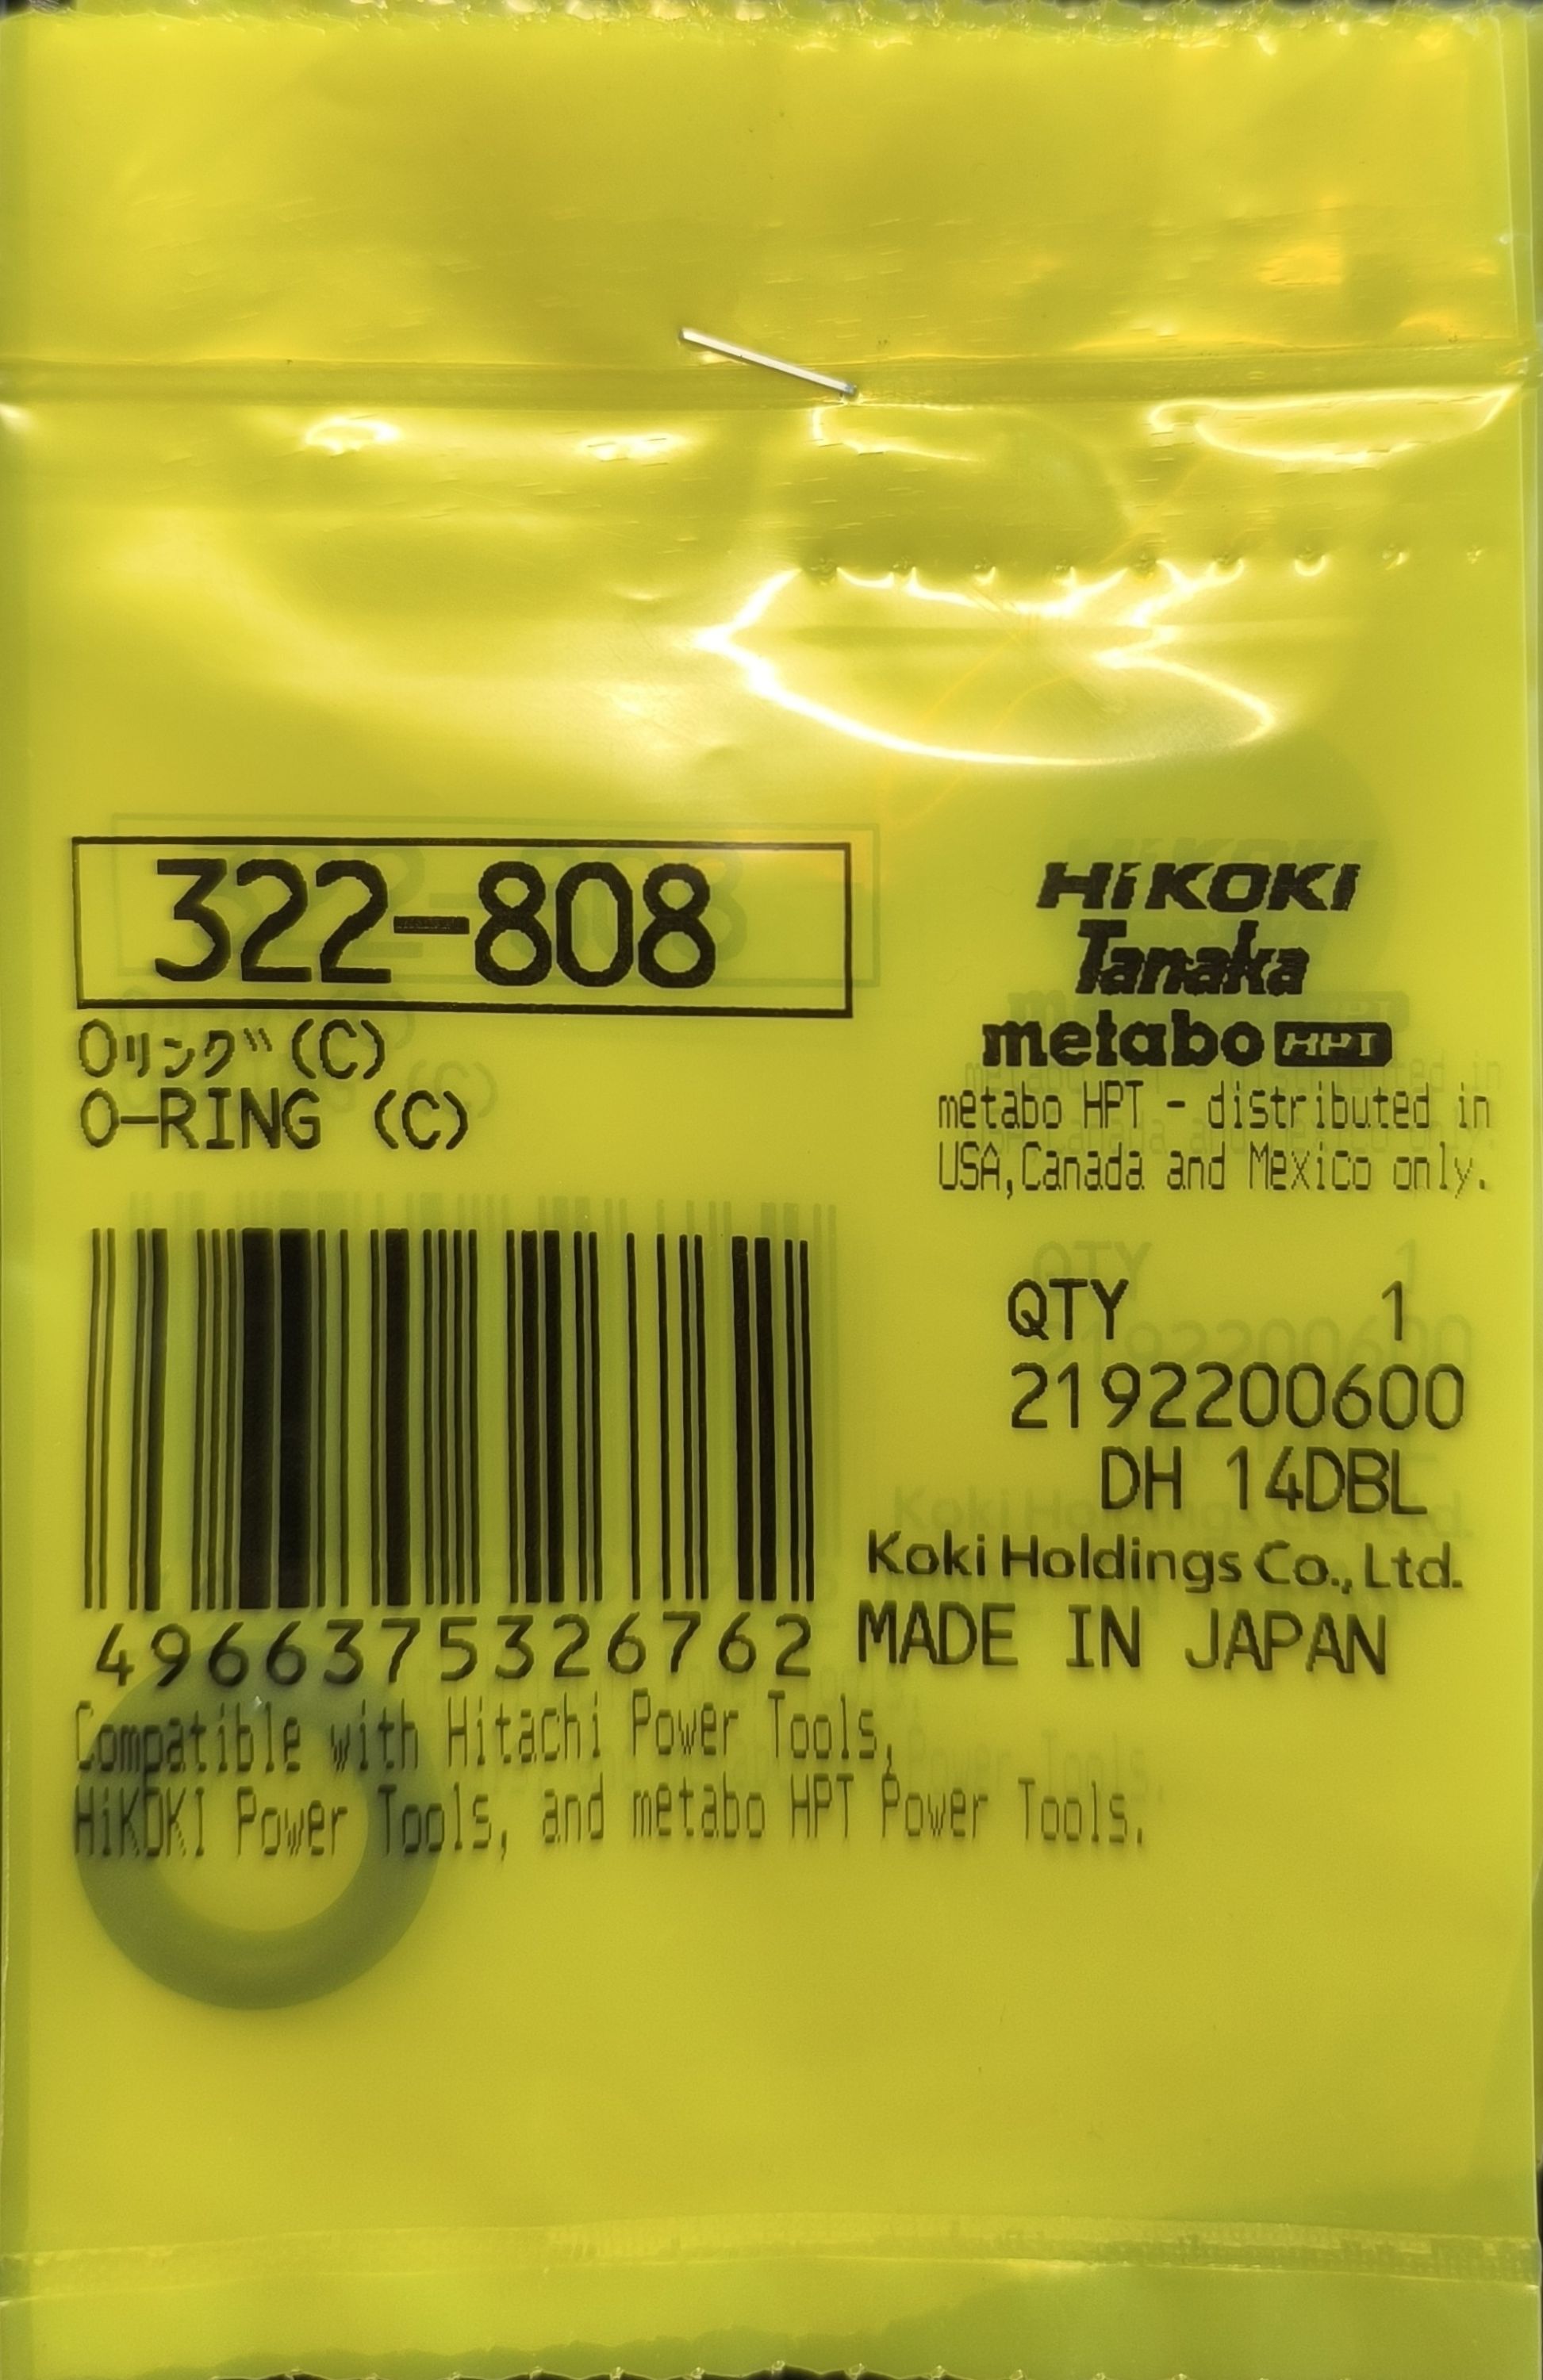 322-808
Oリング(C)
O-RING (C)
HiKOKI
Tanaka
metabo HPT
metabo HPT - distributed in
USA,Canada and Mexico only.
QTY 1
2192200600
DH 14DBL
Koki Holdings Co., Ltd.
MADE IN JAPAN
4966375326762
Compatible with Hitachi Power Tools,
HiKOKI Power Tools, and metabo HPT Power Tools.